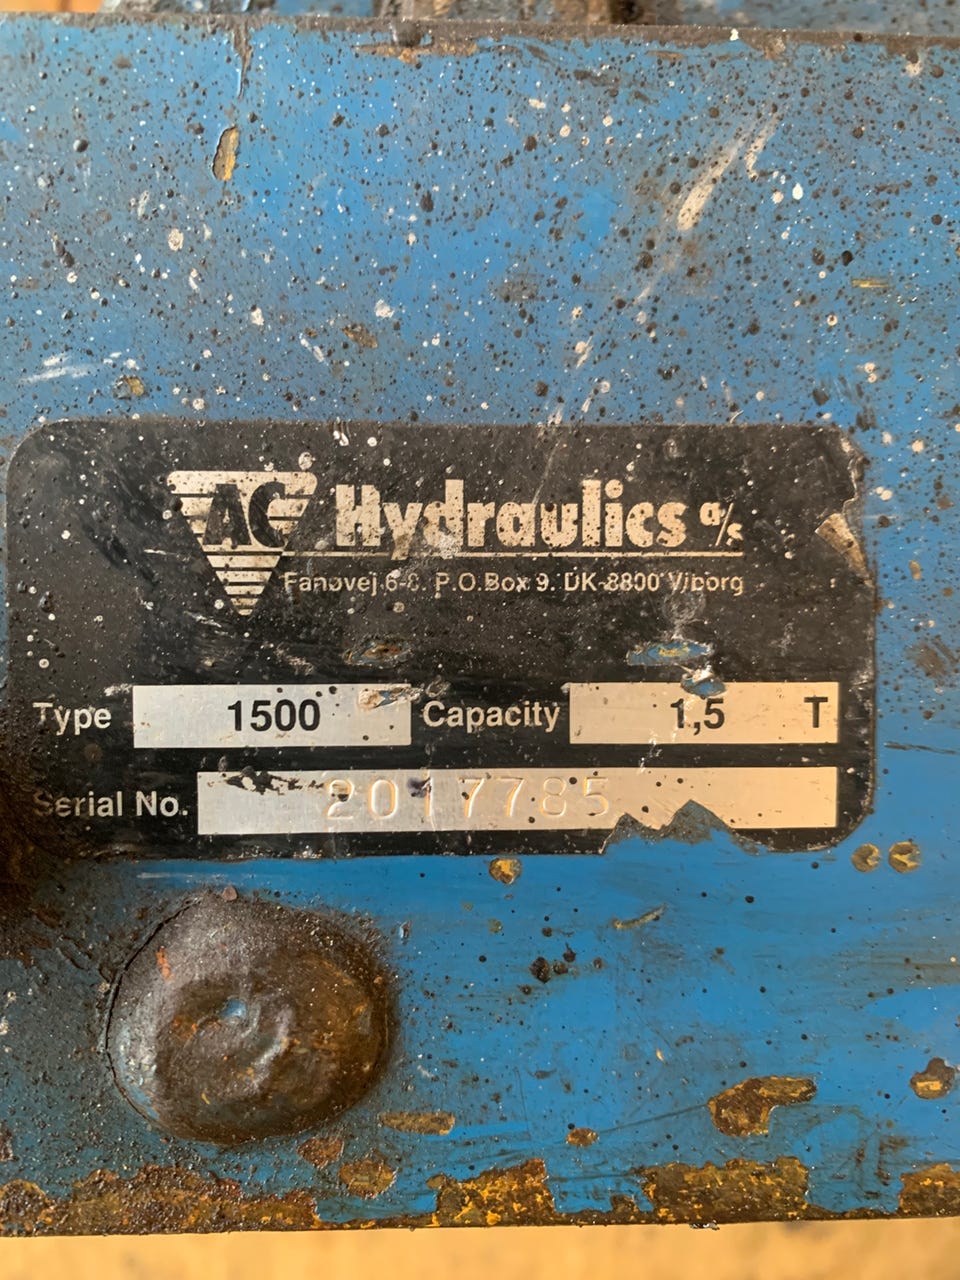 AC Hydraulics a/s
Fanøvej 6-8. P.O.Box 9. DK-8800 Viborg
Type 1500 Capacity 1,5 T
Serial No. 2017785